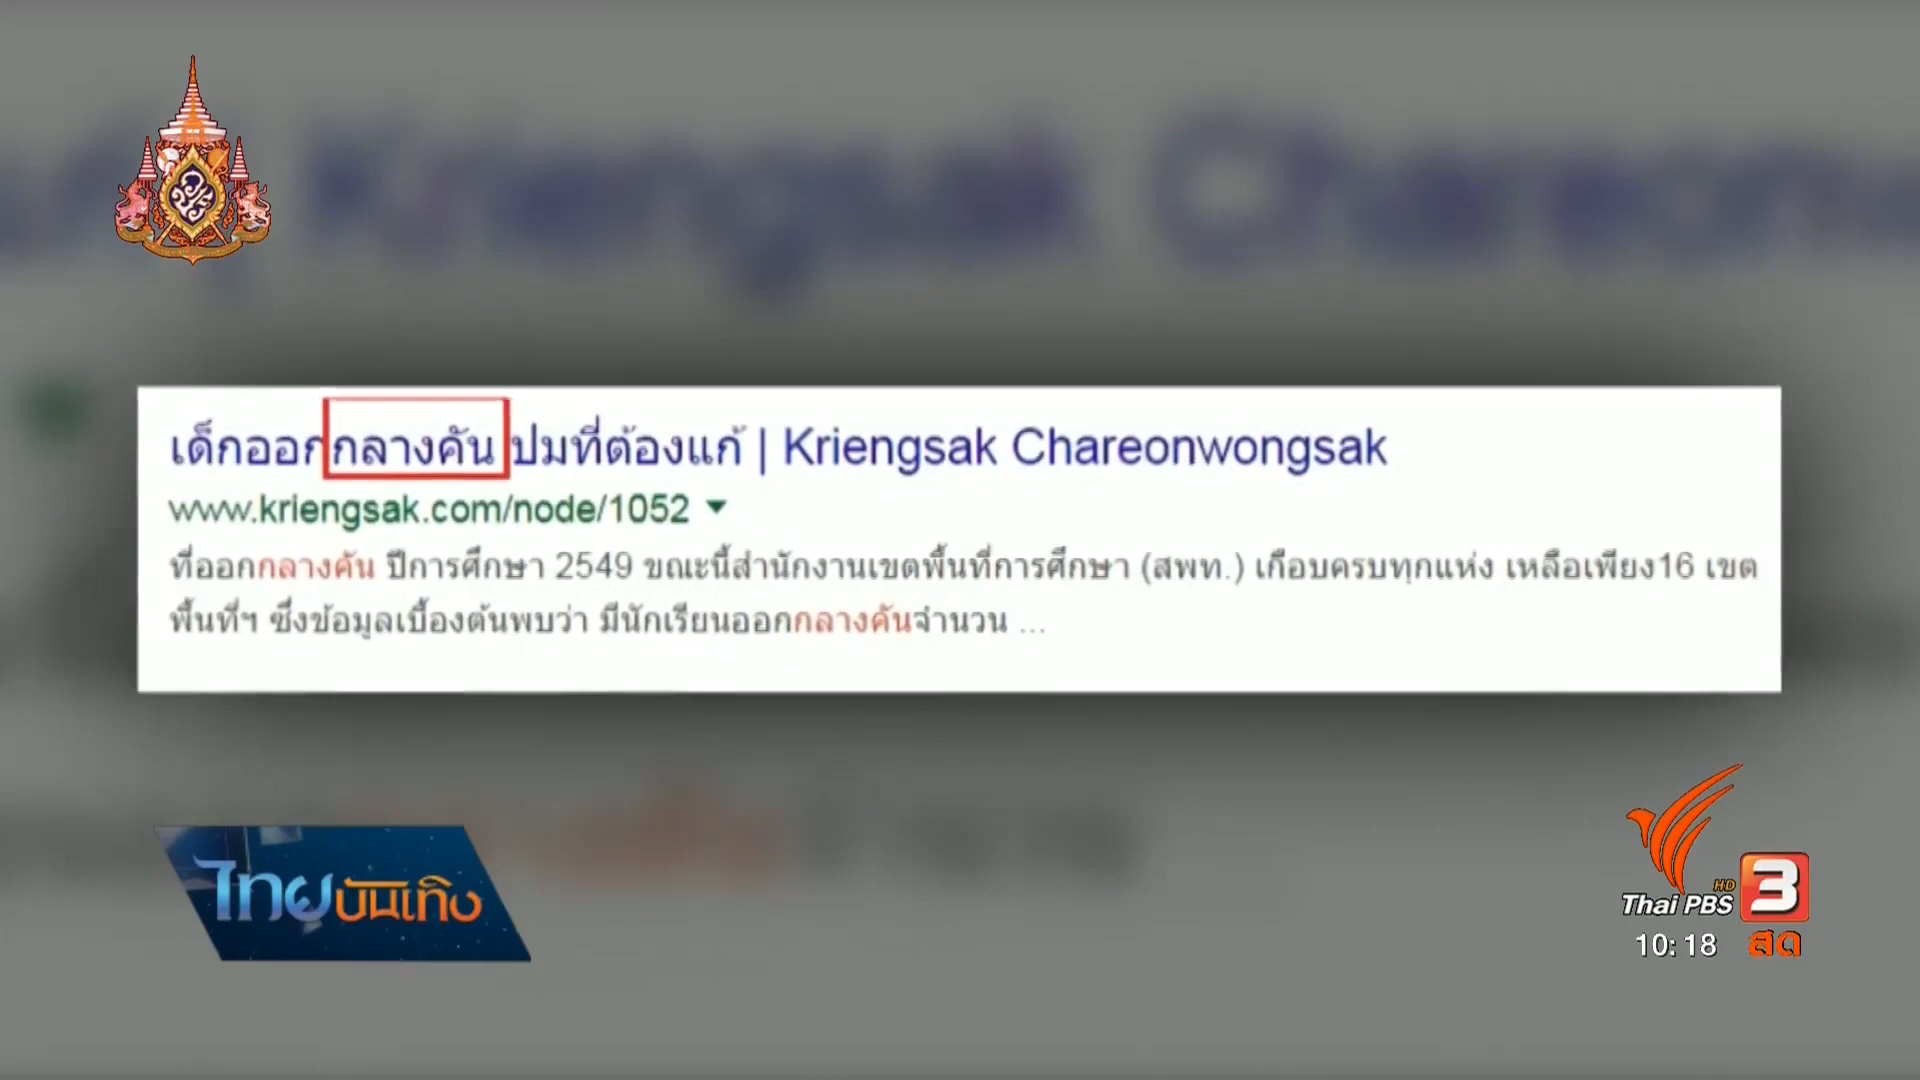 เด็กออกกลางคัน ปมที่ต้องแก้ | Kriengsak Chareonwongsak
www.kriengsak.com/node/1052
ที่ออกกลางคัน ปีการศึกษา 2549 ขณะนี้สำนักงานเขตพื้นที่การศึกษา (สพท.) เกือบครบทุกแห่ง เหลือเพียง16 เขต
พื้นที่ฯ ซึ่งข้อมูลเบื้องต้นพบว่า มีนักเรียนออกกลางคันจำนวน ...
ไทยบันเทิง
HD
Thai PBS 3
10:18 สด